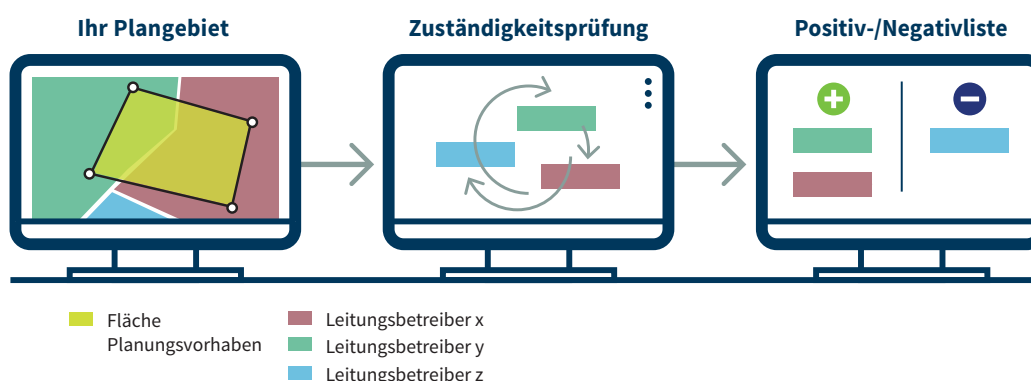 Ihr Plangebiet
Zuständigkeitsprüfung
Positiv-/Negativliste
Fläche
Planungsvorhaben
Leitungsbetreiber x
Leitungsbetreiber y
Leitungsbetreiber z